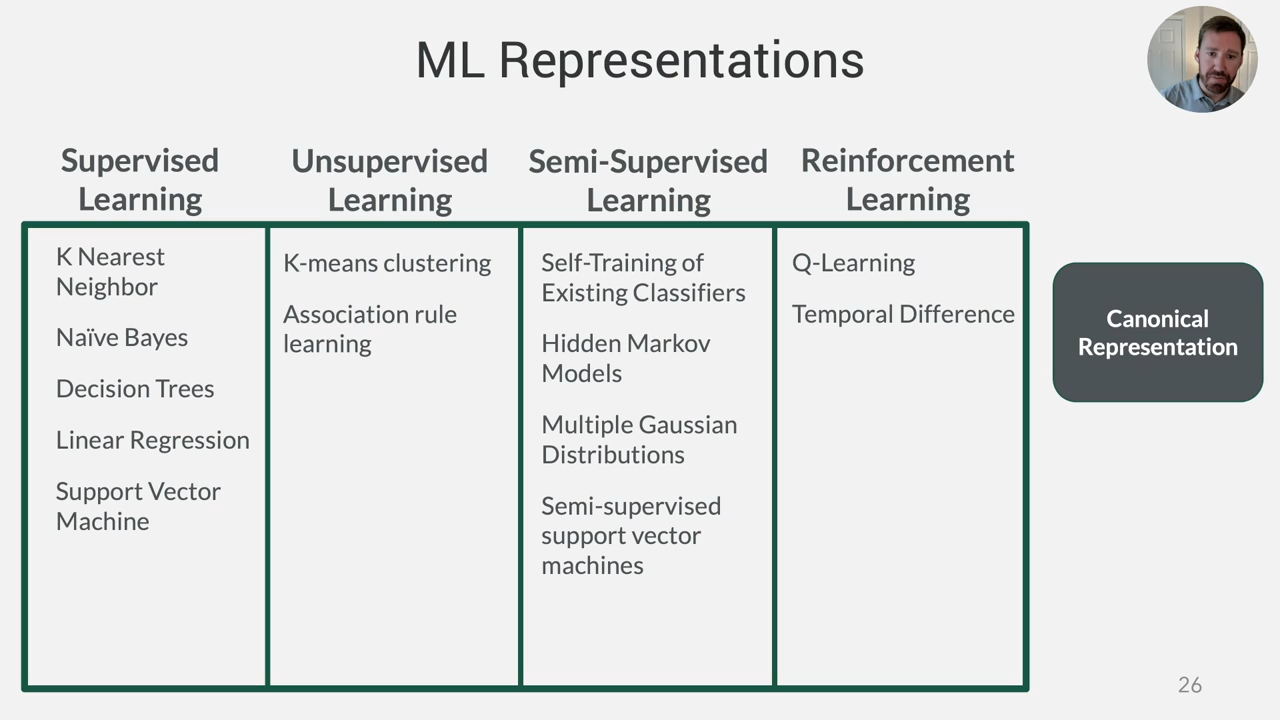 ML Representations
Supervised
Learning
Unsupervised
Learning
Semi-Supervised
Learning
Reinforcement
Learning
K Nearest
Neighbor
Naïve Bayes
Decision Trees
Linear Regression
Support Vector
Machine
K-means clustering
Association rule
learning
Self-Training of
Existing Classifiers
Hidden Markov
Models
Multiple Gaussian
Distributions
Semi-supervised
support vector
machines
Q-Learning
Temporal Difference
Canonical
Representation
26